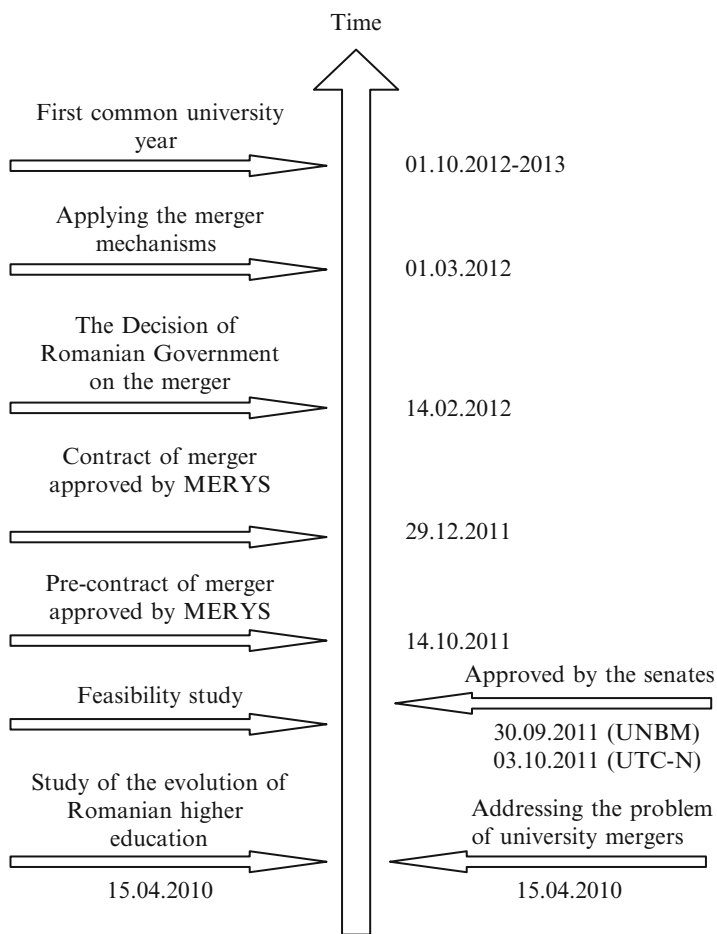 Time
First common university
year
01.10.2012-2013
Applying the merger
mechanisms
01.03.2012
The Decision of
Romanian Government
on the merger
14.02.2012
Contract of merger
approved by MERYS
29.12.2011
Pre-contract of merger
approved by MERYS
14.10.2011
Approved by the senates
Feasibility study
30.09.2011 (UNBM)
03.10.2011 (UTC-N)
Study of the evolution of
Romanian higher
education
15.04.2010
Addressing the problem
of university mergers
15.04.2010